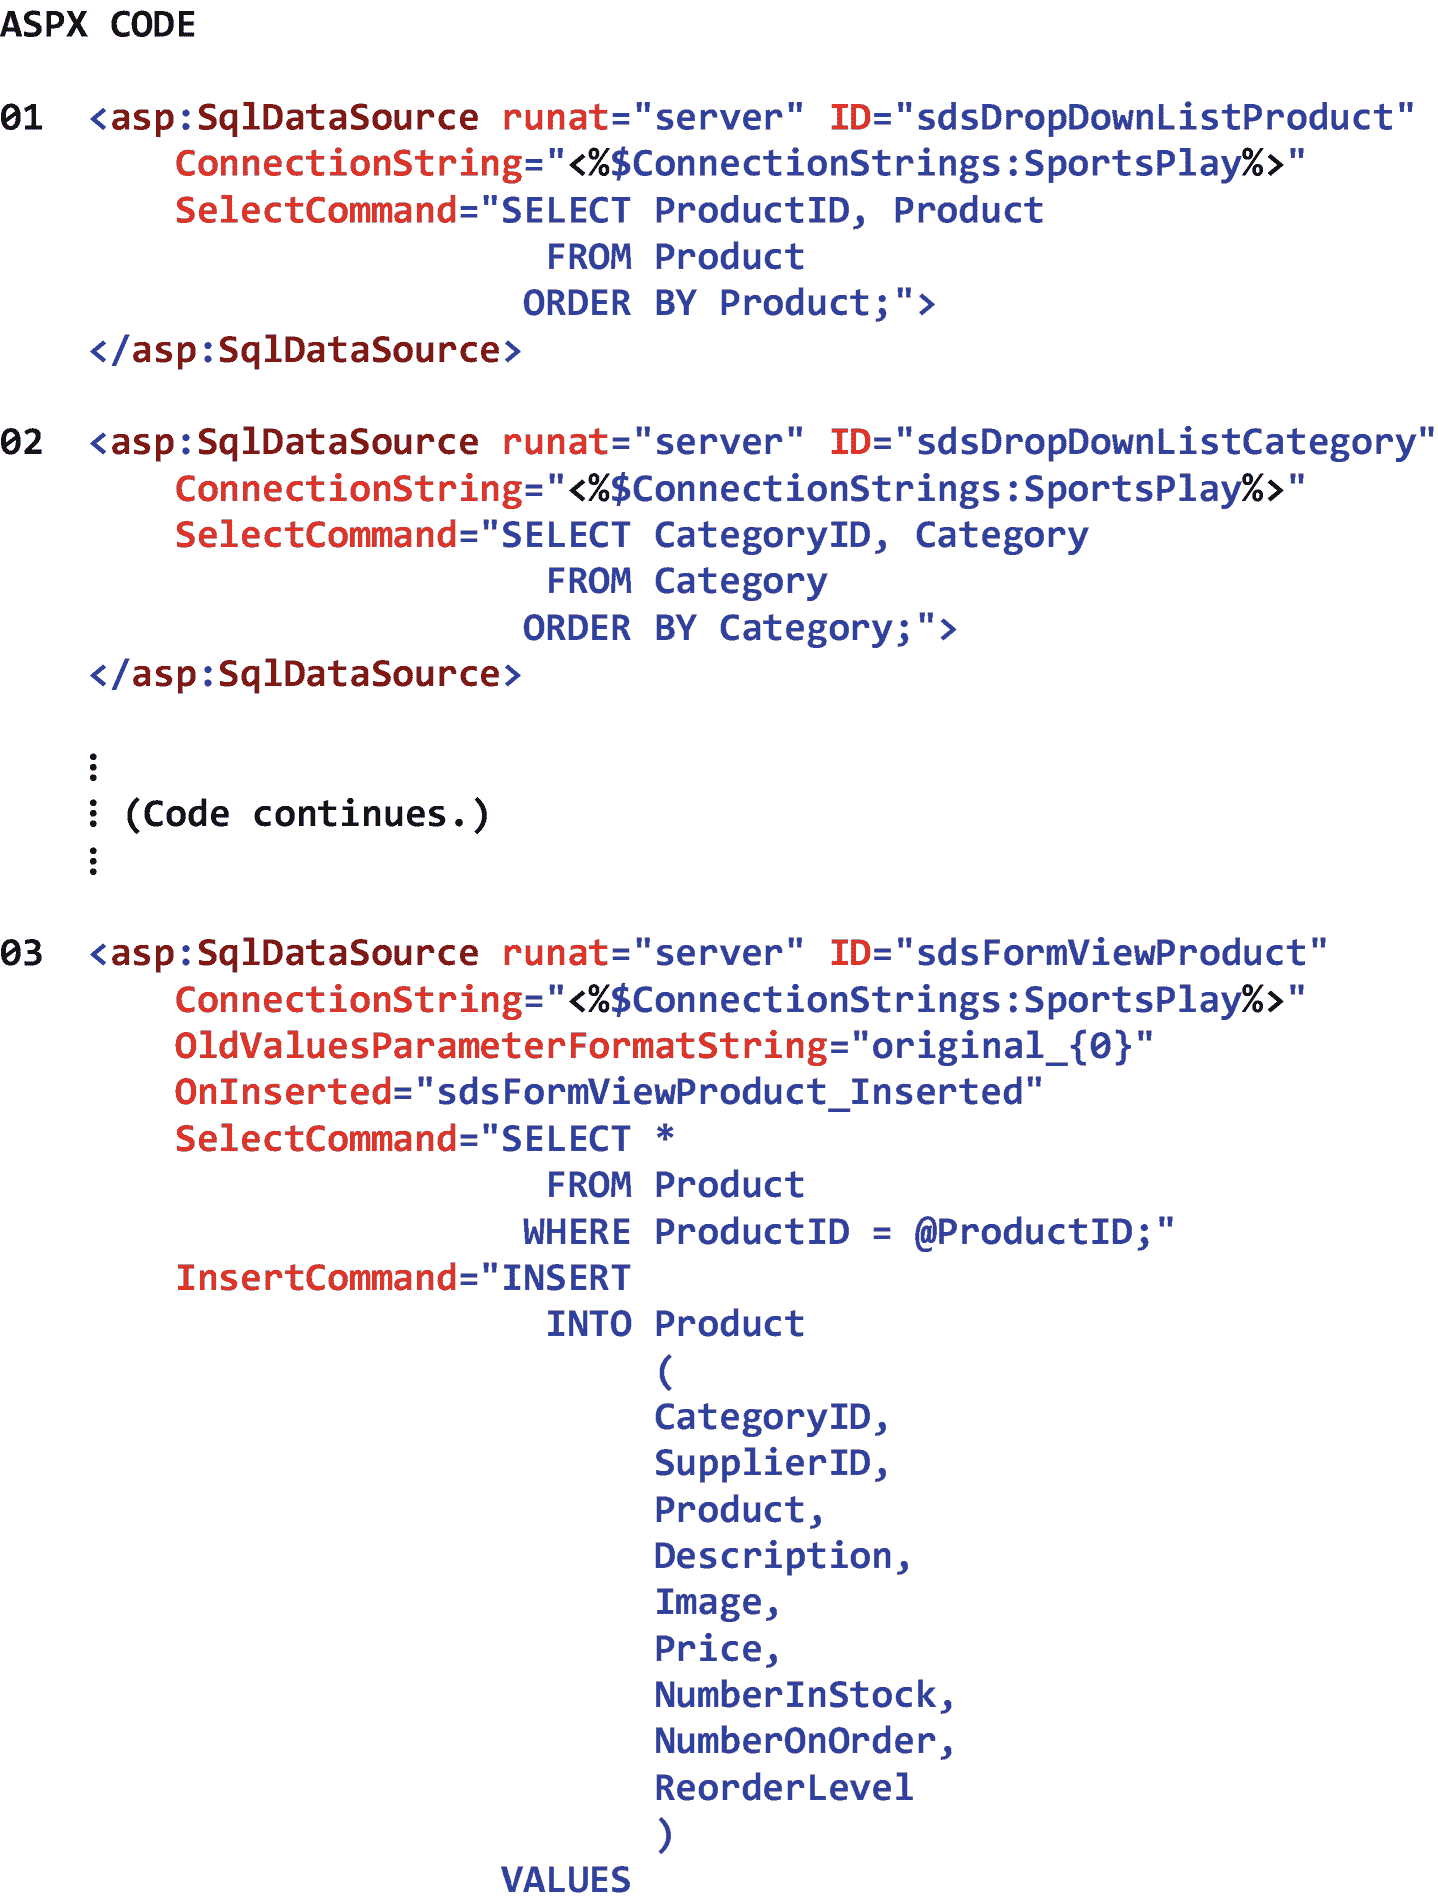 ASPX CODE
01 <asp:SqlDataSource runat="server" ID="sdsDropDownListProduct"
ConnectionString="<%$ConnectionStrings:SportsPlay%>"
SelectCommand="SELECT ProductID, Product
FROM Product
ORDER BY Product;">
</asp:SqlDataSource>
02 <asp:SqlDataSource runat="server" ID="sdsDropDownListCategory"
ConnectionString="<%$ConnectionStrings:SportsPlay%>"
SelectCommand="SELECT CategoryID, Category
FROM Category
ORDER BY Category;">
</asp:SqlDataSource>
⋮
⋮ (Code continues.)
⋮
03 <asp:SqlDataSource runat="server" ID="sdsFormViewProduct"
ConnectionString="<%$ConnectionStrings:SportsPlay%>"
OldValuesParameterFormatString="original_{0}"
OnInserted="sdsFormViewProduct_Inserted"
SelectCommand="SELECT *
FROM Product
WHERE ProductID = @ProductID;"
InsertCommand="INSERT
INTO Product
(
CategoryID,
SupplierID,
Product,
Description,
Image,
Price,
NumberInStock,
NumberOnOrder,
ReorderLevel
)
VALUES